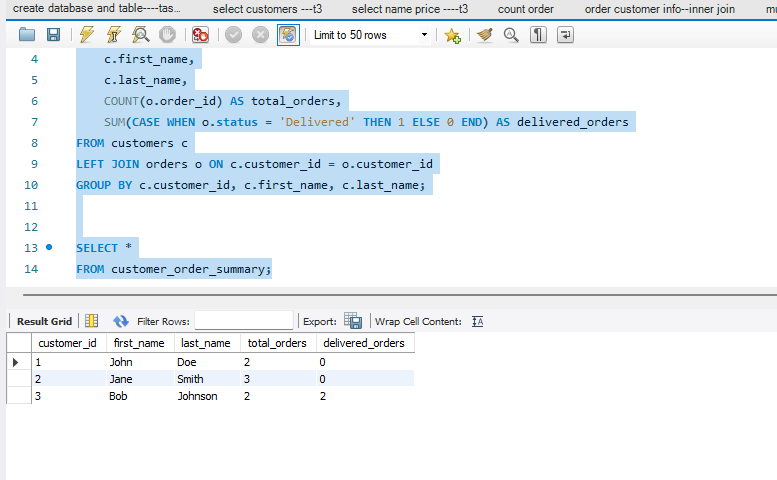 create database and table----tas... select customers ---t3 select name price ----t3 count order order customer info--inner join mu
Limit to 50 rows
4 c.first_name,
5 c.last_name,
6 COUNT(o.order_id) AS total_orders,
7 SUM(CASE WHEN o.status = 'Delivered' THEN 1 ELSE 0 END) AS delivered_orders
8 FROM customers c
9 LEFT JOIN orders o ON c.customer_id = o.customer_id
10 GROUP BY c.customer_id, c.first_name, c.last_name;
11
12
13 SELECT *
14 FROM customer_order_summary;
Result Grid Filter Rows: Export: Wrap Cell Content:
customer_id first_name last_name total_orders delivered_orders
1 John Doe 2 0
2 Jane Smith 3 0
3 Bob Johnson 2 2